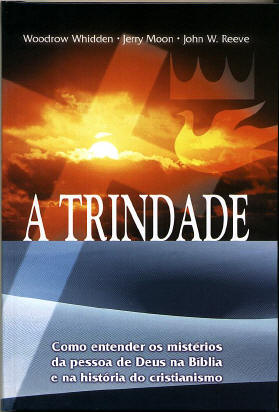 Woodrow Whidden • Jerry Moon • John W. Reeve
A TRINDADE
Como entender os mistérios
da pessoa de Deus na Bíblia
e na história do cristianismo